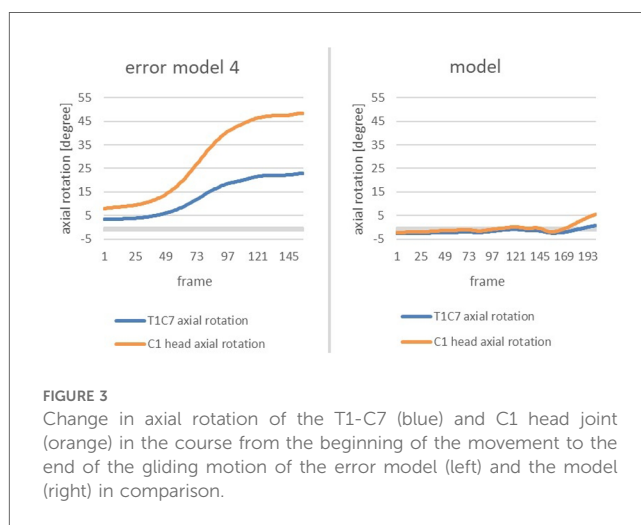 error model 4
axial rotation [degree]
55
45
35
25
15
5
-5
1 25 49 73 97 121 145
frame
T1C7 axial rotation
C1 head axial rotation
model
axial rotation [degree]
55
45
35
25
15
5
-5
1 25 49 73 97 121 145 169 193
frame
T1C7 axial rotation
C1 head axial rotation
FIGURE 3
Change in axial rotation of the T1-C7 (blue) and C1 head joint
(orange) in the course from the beginning of the movement to the
end of the gliding motion of the error model (left) and the model
(right) in comparison.